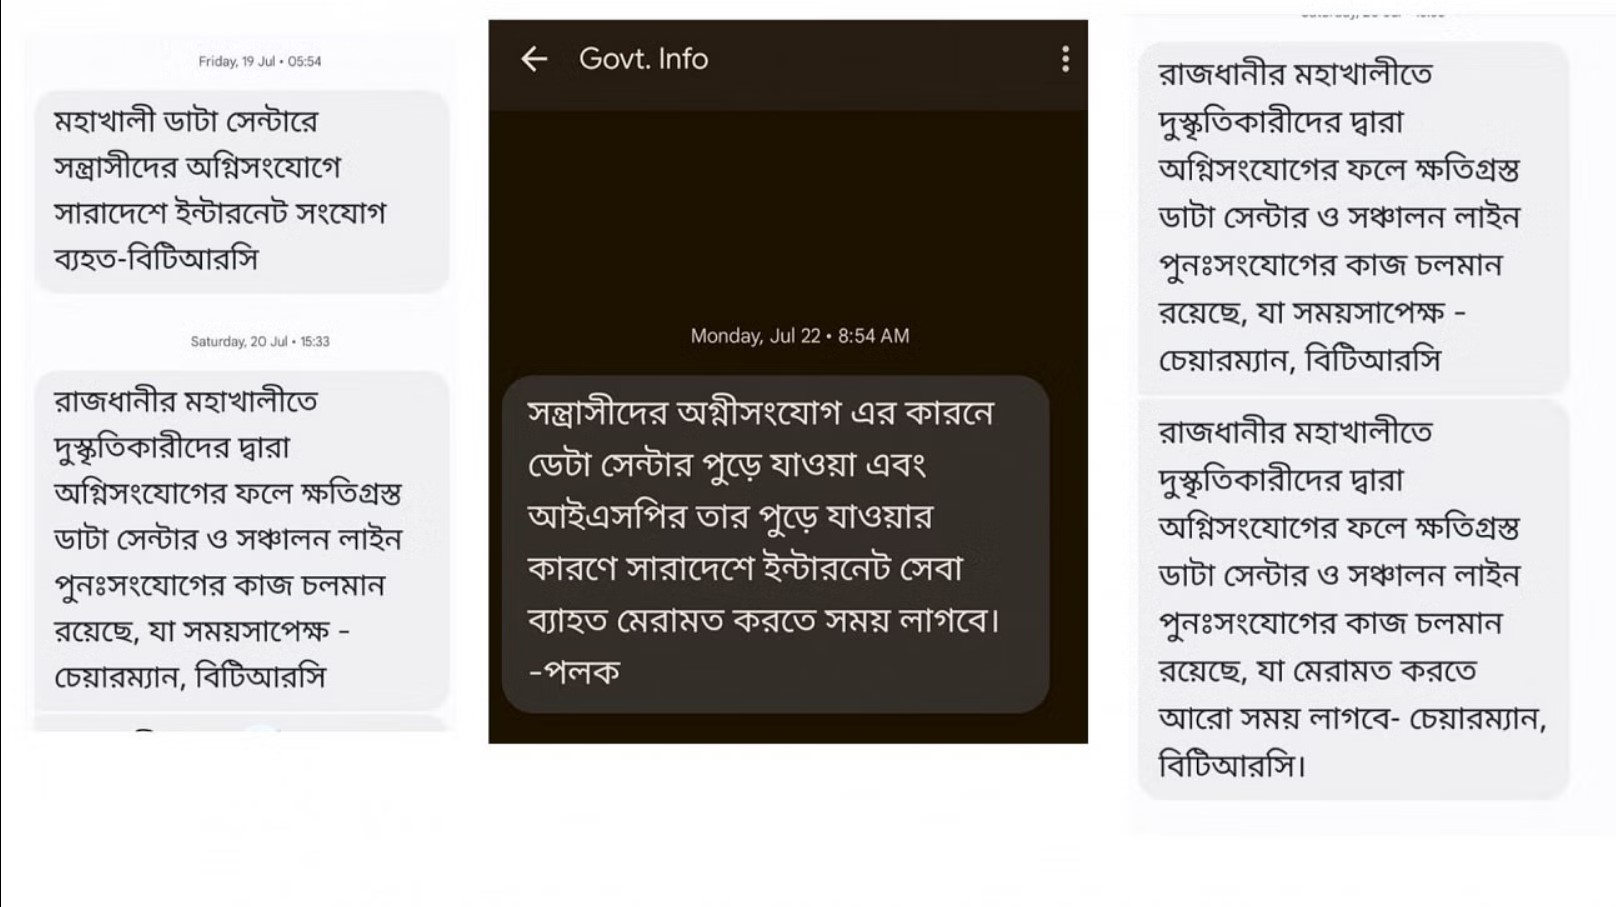 Friday, 19 Jul • 05:54
মহাখালী ডাটা সেন্টারে
সন্ত্রাসীদের অগ্নিসংযোগে
সারাদেশে ইন্টারনেট সংযোগ
ব্যহত-বিটিআরসি
Saturday, 20 Jul • 15:33
রাজধানীর মহাখালীতে
দুস্কৃতিকারীদের দ্বারা
অগ্নিসংযোগের ফলে ক্ষতিগ্রস্ত
ডাটা সেন্টার ও সঞ্চালন লাইন
পুনঃসংযোগের কাজ চলমান
রয়েছে, যা সময়সাপেক্ষ -
চেয়ারম্যান, বিটিআরসি
Govt. Info
Monday, Jul 22 • 8:54 AM
সন্ত্রাসীদের অগ্নীসংযোগ এর কারনে
ডেটা সেন্টার পুড়ে যাওয়া এবং
আইএসপির তার পুড়ে যাওয়ার
কারণে সারাদেশে ইন্টারনেট সেবা
ব্যাহত মেরামত করতে সময় লাগবে।
-পলক
রাজধানীর মহাখালীতে
দুস্কৃতিকারীদের দ্বারা
অগ্নিসংযোগের ফলে ক্ষতিগ্রস্ত
ডাটা সেন্টার ও সঞ্চালন লাইন
পুনঃসংযোগের কাজ চলমান
রয়েছে, যা সময়সাপেক্ষ -
চেয়ারম্যান, বিটিআরসি
রাজধানীর মহাখালীতে
দুস্কৃতিকারীদের দ্বারা
অগ্নিসংযোগের ফলে ক্ষতিগ্রস্ত
ডাটা সেন্টার ও সঞ্চালন লাইন
পুনঃসংযোগের কাজ চলমান
রয়েছে, যা মেরামত করতে
আরো সময় লাগবে- চেয়ারম্যান,
বিটিআরসি।